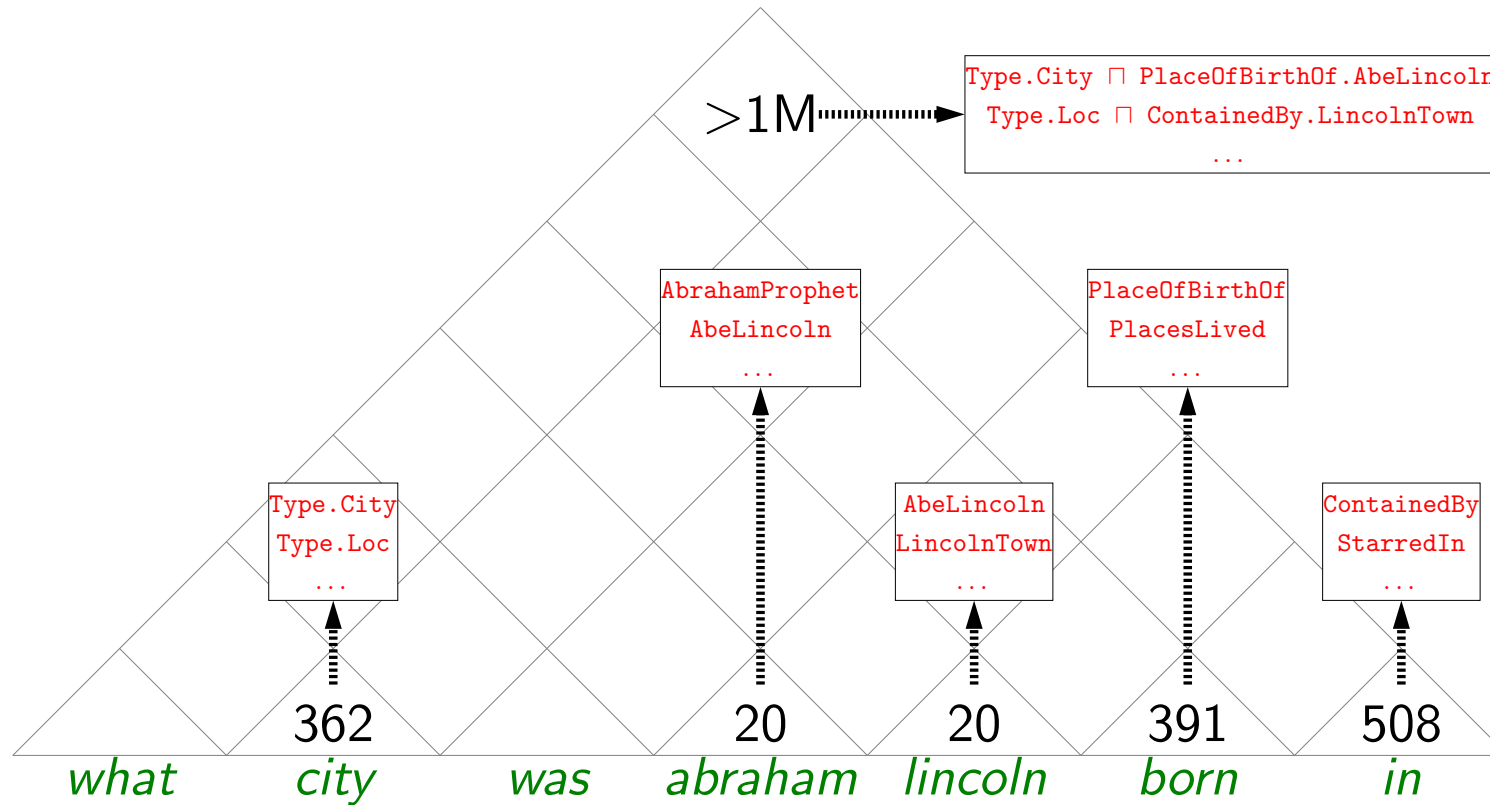 >1M
Type.City ⊓ PlaceOfBirthOf.AbeLincoln
Type.Loc ⊓ ContainedBy.LincolnTown
...
AbrahamProphet
AbeLincoln
...
PlaceOfBirthOf
PlacesLived
...
Type.City
Type.Loc
...
AbeLincoln
LincolnTown
...
ContainedBy
StarredIn
...
362 20 20 391 508
what city was abraham lincoln born in